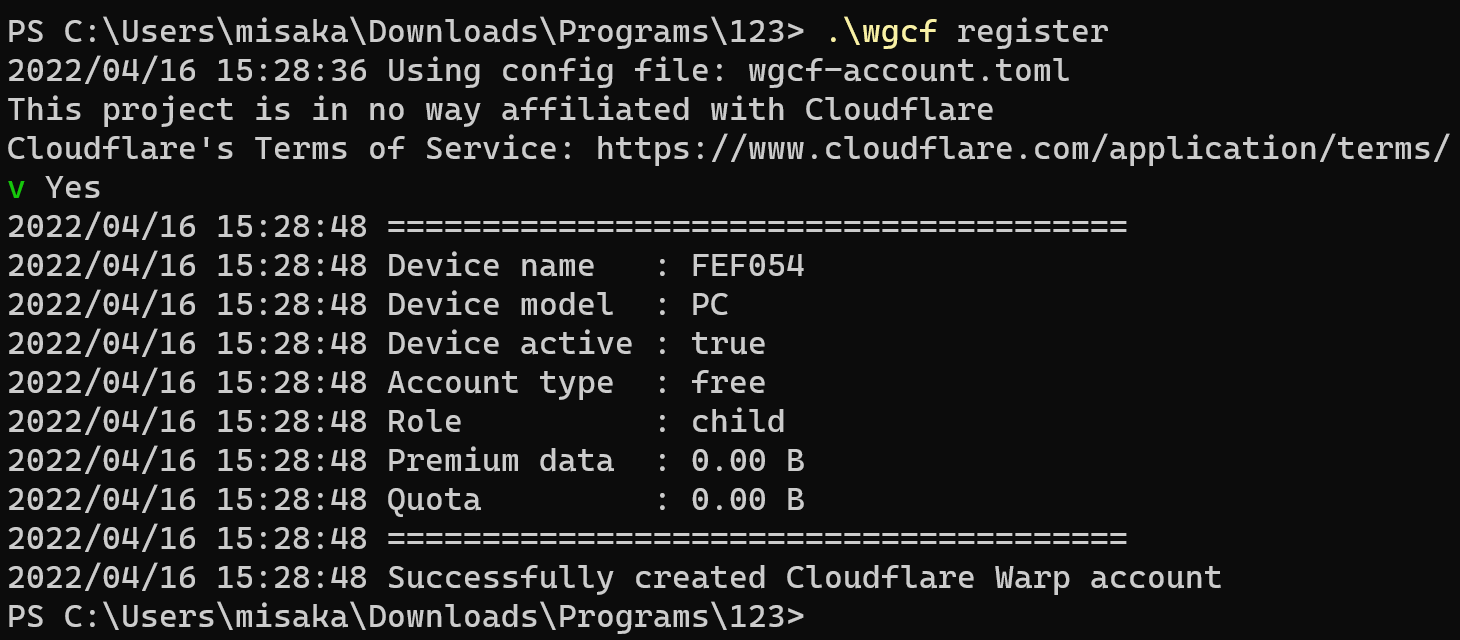 PS C:\Users\misaka\Downloads\Programs\123> .\wgcf register
2022/04/16 15:28:36 Using config file: wgcf-account.toml
This project is in no way affiliated with Cloudflare
Cloudflare's Terms of Service: https://www.cloudflare.com/application/terms/
v Yes
2022/04/16 15:28:48 =======================================
2022/04/16 15:28:48 Device name   : FEF054
2022/04/16 15:28:48 Device model  : PC
2022/04/16 15:28:48 Device active : true
2022/04/16 15:28:48 Account type  : free
2022/04/16 15:28:48 Role          : child
2022/04/16 15:28:48 Premium data  : 0.00 B
2022/04/16 15:28:48 Quota         : 0.00 B
2022/04/16 15:28:48 =======================================
2022/04/16 15:28:48 Successfully created Cloudflare Warp account
PS C:\Users\misaka\Downloads\Programs\123>